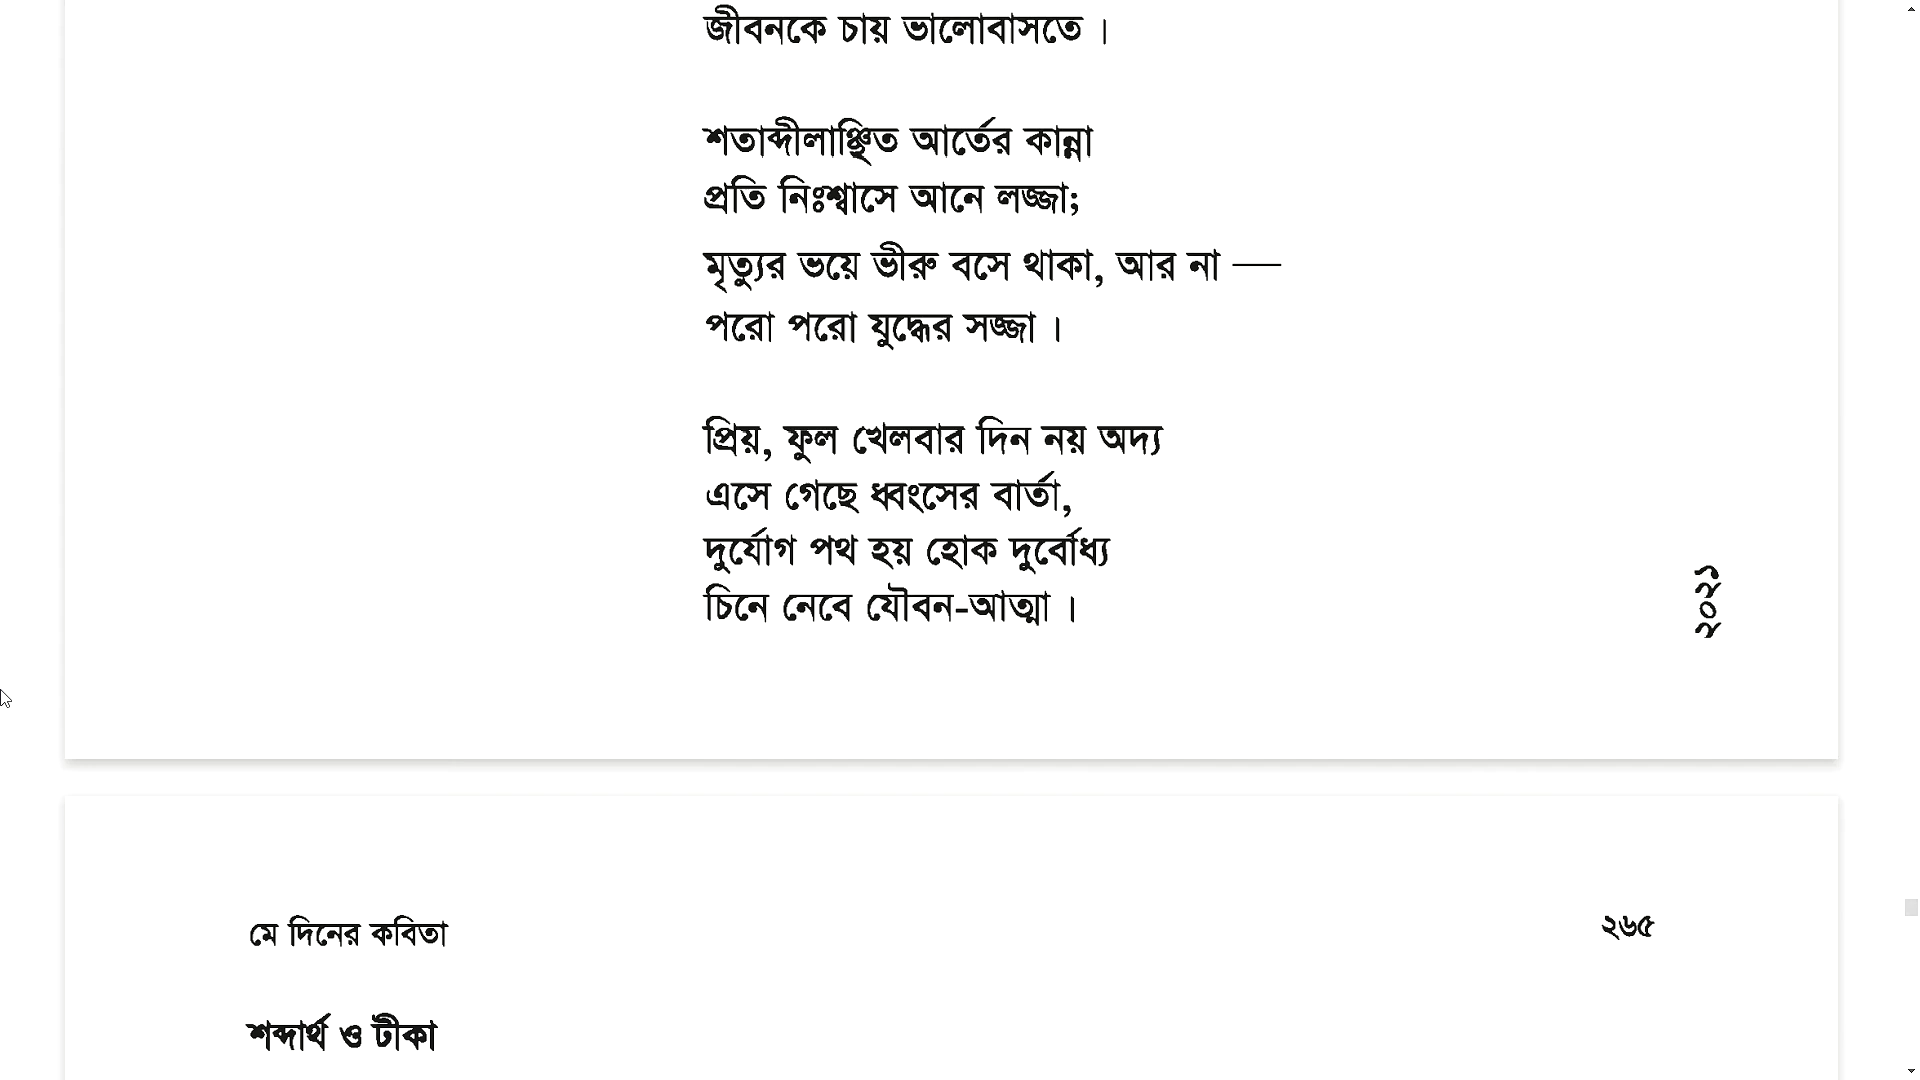 জীবনকে চায় ভালোবাসতে ।
শতাব্দীলাঞ্ছিত আর্তের কান্না
প্রতি নিঃশ্বাসে আনে লজ্জা;
মৃত্যুর ভয়ে ভীরু বসে থাকা, আর না —
পরো পরো যুদ্ধের সজ্জা ।
প্রিয়, ফুল খেলবার দিন নয় অদ্য
এসে গেছে ধ্বংসের বার্তা,
দুর্যোগ পথ হয় হোক দুর্বোধ্য
চিনে নেবে যৌবন-আত্মা ।
২০২১
মে দিনের কবিতা
২৬৫
শব্দার্থ ও টীকা